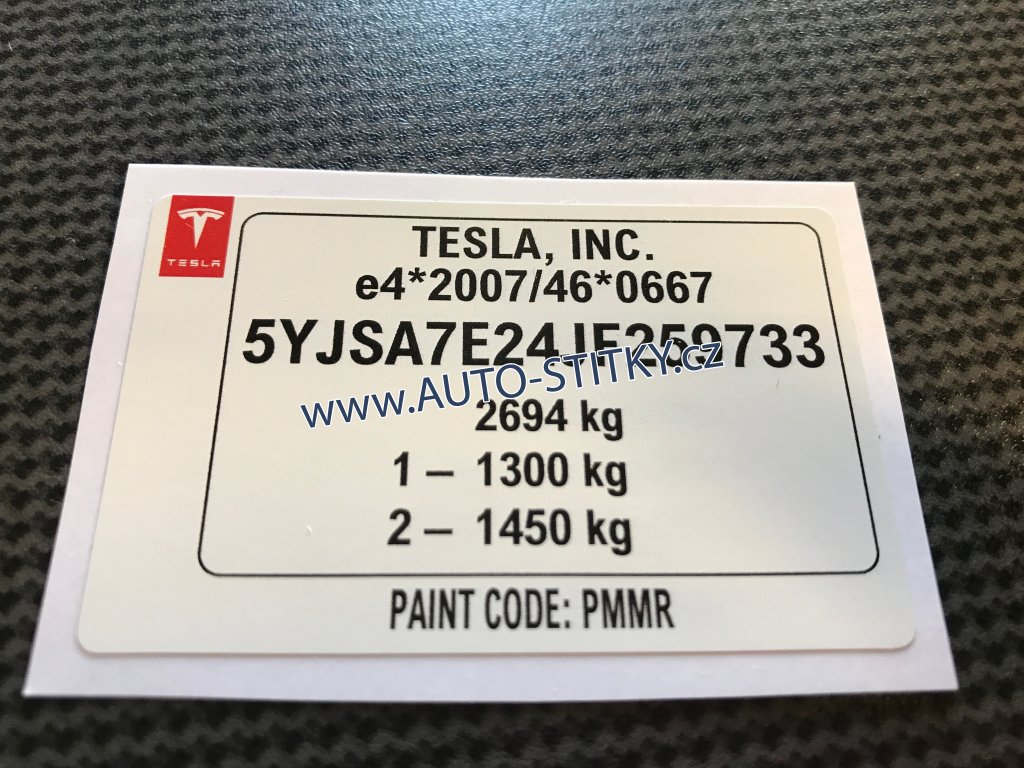 TESLA
TESLA, INC.
e4*2007/46*0667
5YJSA7E24JF259733
www.AUTO-STITKY.cz
2694 kg
1 – 1300 kg
2 – 1450 kg
PAINT CODE: PMMR